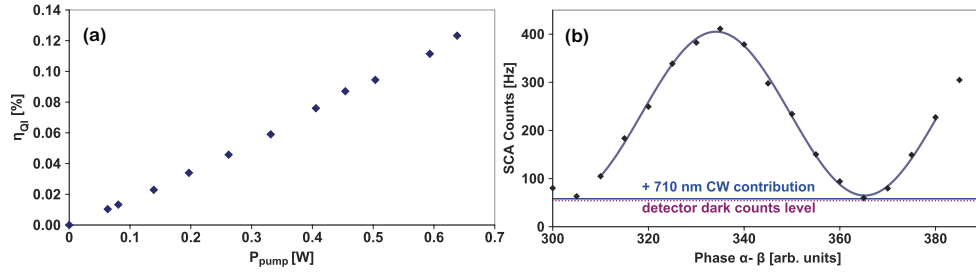 (a)
η_QI [%]
0.14
0.12
0.10
0.08
0.06
0.04
0.02
0.00
0 0.1 0.2 0.3 0.4 0.5 0.6 0.7
P_pump [W]
(b)
SCA Counts [Hz]
400
300
200
100
0
+ 710 nm CW contribution
detector dark counts level
300 320 340 360 380
Phase α- β [arb. units]